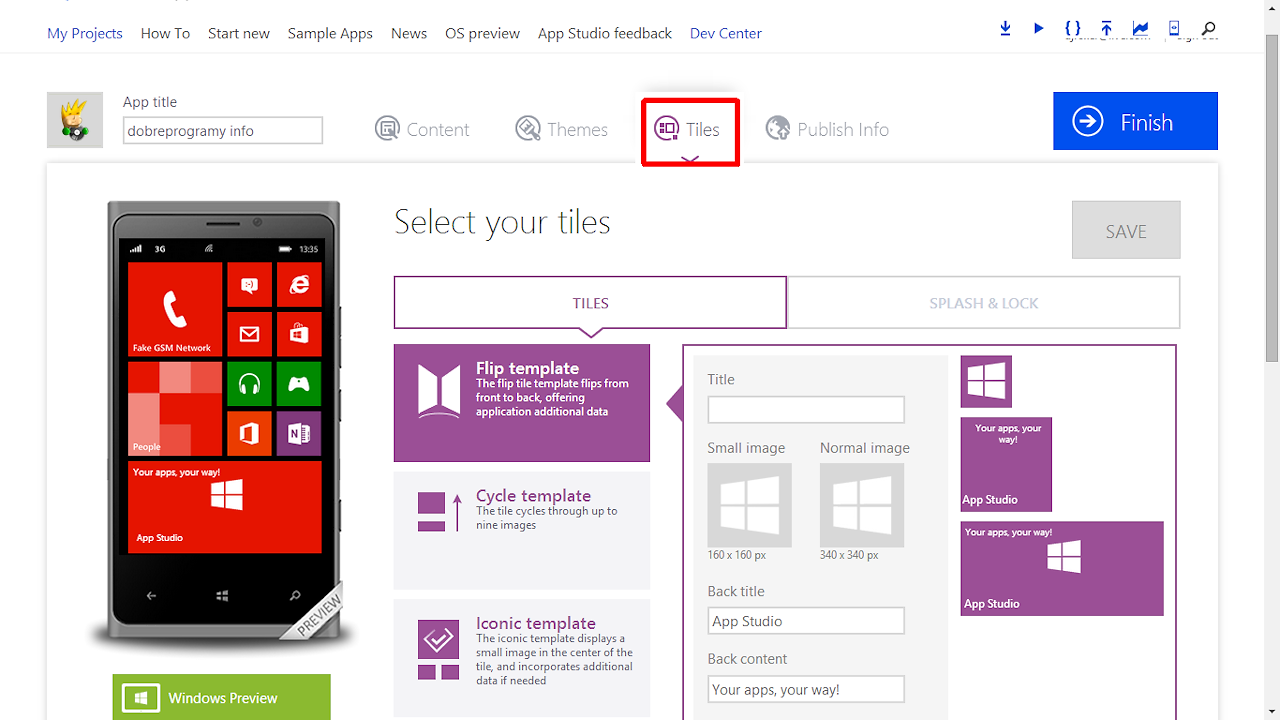 My Projects How To Start new Sample Apps News OS preview App Studio feedback Dev Center
App title
dobreprogramy info
Content
Themes
Tiles
Publish Info
Finish
Select your tiles
SAVE
TILES
SPLASH & LOCK
3G 13:35
Fake GSM Network
People
Your apps, your way!
App Studio
PREVIEW
Windows Preview
Flip template
The flip tile template flips from
front to back, offering
application additional data
Cycle template
The tile cycles through up to
nine images
Iconic template
The iconic template displays a
small image in the center of the
tile, and incorporates additional
data if needed
Title
Small image Normal image
160 x 160 px 340 x 340 px
Back title
App Studio
Back content
Your apps, your way!
Your apps, your
way!
App Studio
Your apps, your way!
App Studio